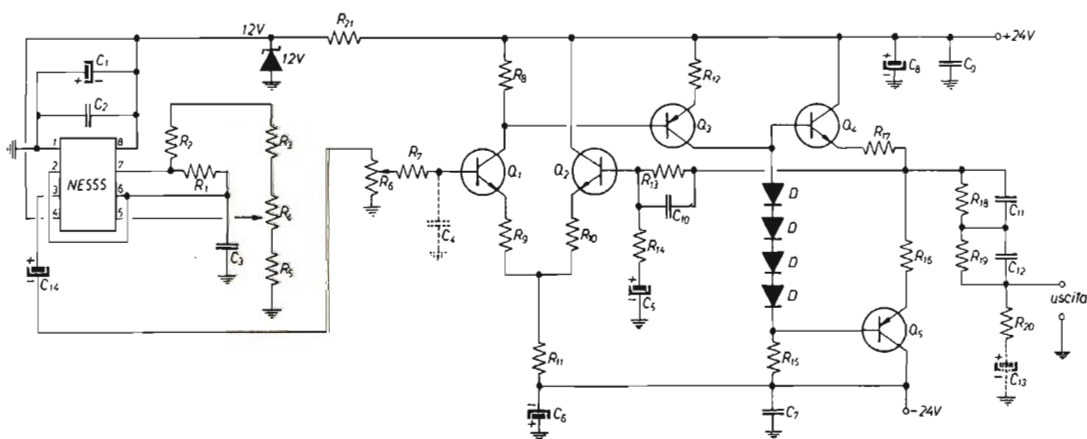 12V
R21
+24V
12V
C1
+
-
R8
R12
C8
+
-
C9
C2
Q3
Q4
R17
1
8
R2
R3
2
7
R7
Q1
Q2
R13
NE555
R1
R6
3
6
R4
D
R18
C11
4
5
C10
C4
R9
R10
R14
D
C3
R16
R19
C12
+
-
C14
R5
D
+
-
C5
uscita
D
Q5
R20
R11
R15
+
-
C13
-
+
C6
C7
-24V